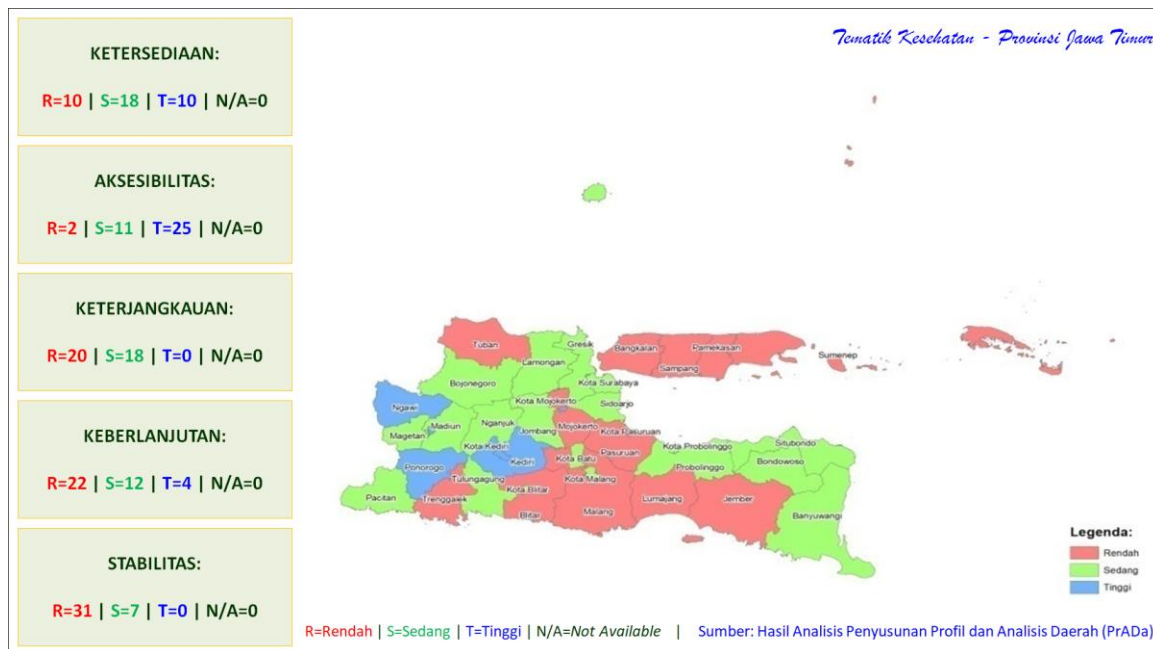 Tematik Kesehatan - Provinsi Jawa Timur
KETERSEDIAAN:
R=10 | S=18 | T=10 | N/A=0
AKSESIBILITAS:
R=2 | S=11 | T=25 | N/A=0
KETERJANGKAUAN:
R=20 | S=18 | T=0 | N/A=0
KEBERLANJUTAN:
R=22 | S=12 | T=4 | N/A=0
STABILITAS:
R=31 | S=7 | T=0 | N/A=0
Tuban
Gresik
Lamongan
Bangkalan
Pamekasan
Sampang
Sumenep
Bojonegoro
Kota Surabaya
Ngawi
Kota Mojokerto
Sidoarjo
Madiun
Nganjuk
Jombang
Mojokerto
Kota Pasuruan
Magetan
Kota Kediri
Kediri
Kota Batu
Pasuruan
Kota Probolinggo
Situbondo
Ponorogo
Probolinggo
Bondowoso
Tulungagung
Kota Blitar
Kota Malang
Pacitan
Trenggalek
Blitar
Malang
Lumajang
Jember
Banyuwangi
Legenda:
Rendah
Sedang
Tinggi
R=Rendah | S=Sedang | T=Tinggi | N/A=Not Available | Sumber: Hasil Analisis Penyusunan Profil dan Analisis Daerah (PrADa)